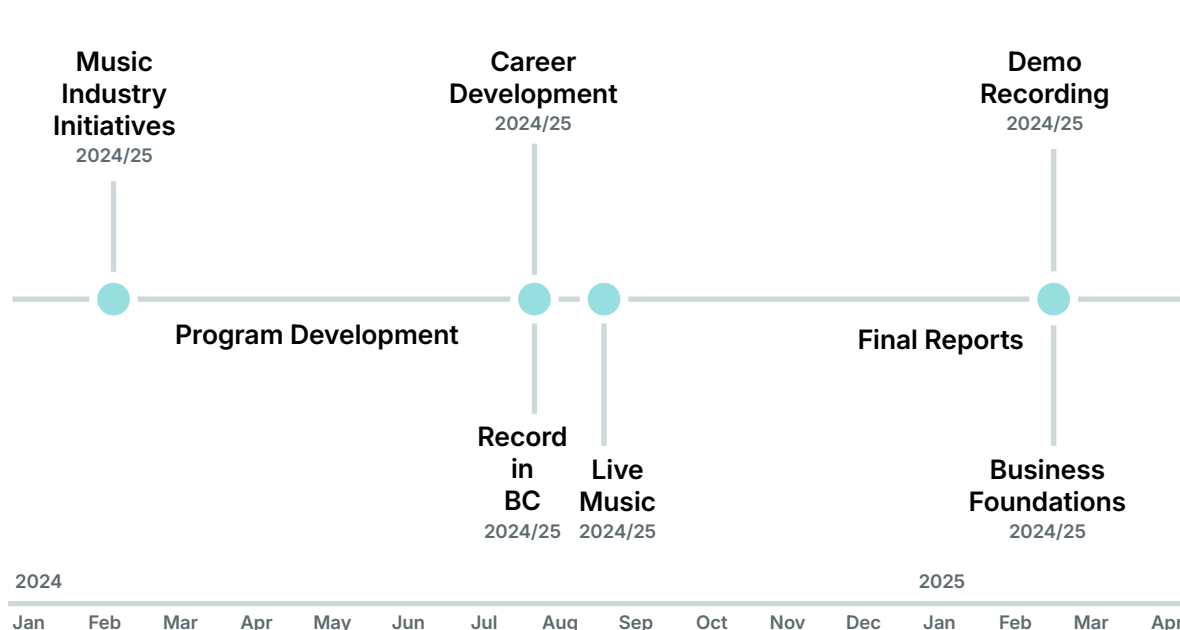 Music
Industry
Initiatives
2024/25
Career
Development
2024/25
Demo
Recording
2024/25
Program Development
Final Reports
Record
in
BC
2024/25
Live
Music
2024/25
Business
Foundations
2024/25
2024
2025
Jan Feb Mar Apr May Jun Jul Aug Sep Oct Nov Dec Jan Feb Mar Apr